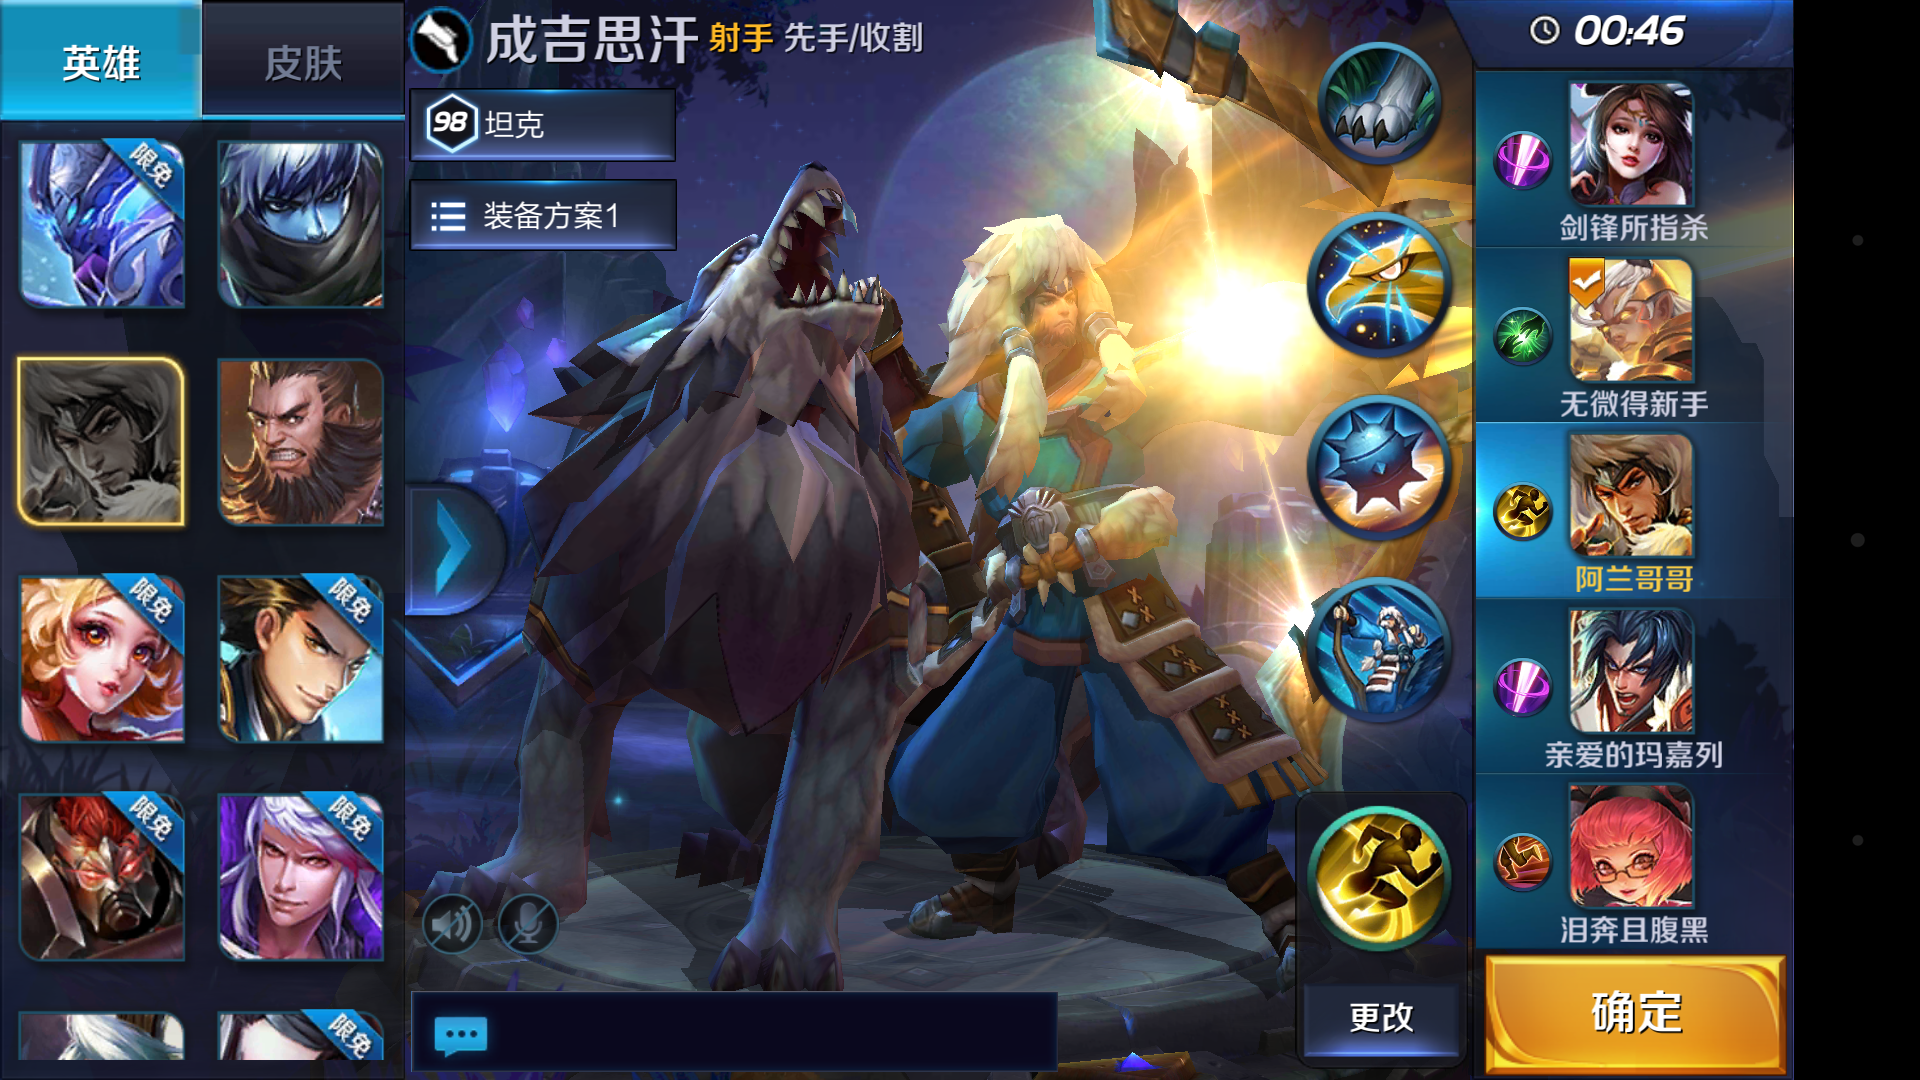 英雄
皮肤
成吉思汗 射手 先手/收割
98 坦克
装备方案1
限免
限免
限免
限免
限免
限免
00:46
剑锋所指杀
无微得新手
阿兰哥哥
亲爱的玛嘉列
泪奔且腹黑
更改
确定